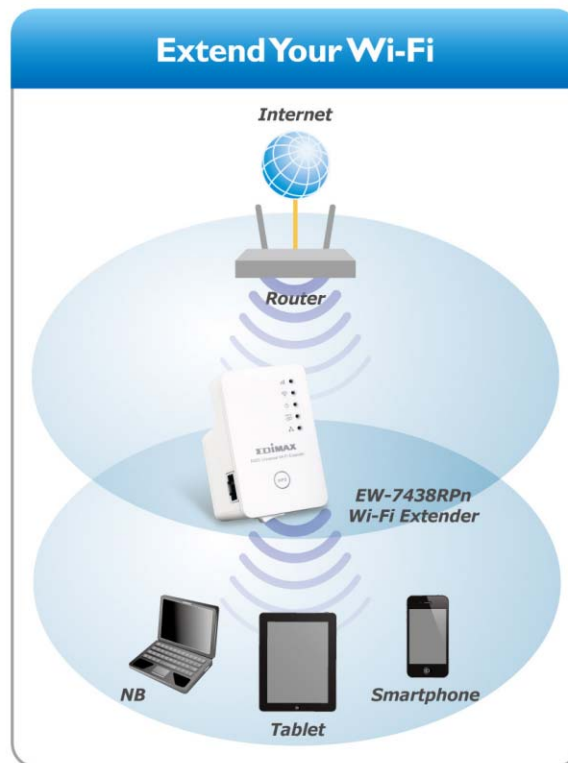 Extend Your Wi-Fi
Internet
Router
EDIMAX
EW-7438RPn
Wi-Fi Extender
NB
Tablet
Smartphone